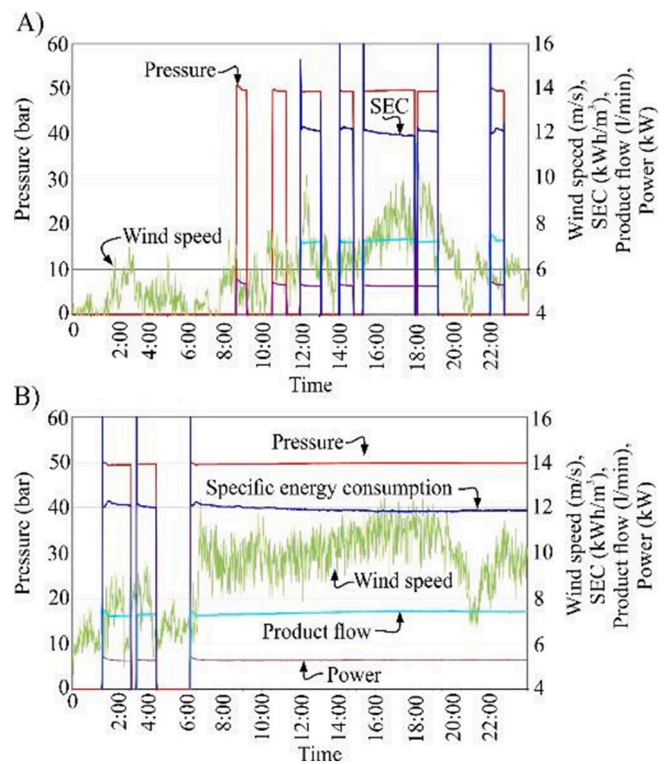 A)
60
50
40
30
20
10
0
Pressure (bar)
Pressure
SEC
Wind speed
16
14
12
10
8
6
4
Wind speed (m/s),
SEC (kWh/m³),
Product flow (l/min),
Power (kW)
0
2:00
4:00
6:00
8:00
10:00
12:00
14:00
16:00
18:00
20:00
22:00
Time
B)
60
50
40
30
20
10
0
Pressure (bar)
Pressure
Specific energy consumption
Wind speed
Product flow
Power
16
14
12
10
8
6
4
Wind speed (m/s),
SEC (kWh/m³),
Product flow (l/min),
Power (kW)
0
2:00
4:00
6:00
8:00
10:00
12:00
14:00
16:00
18:00
20:00
22:00
Time